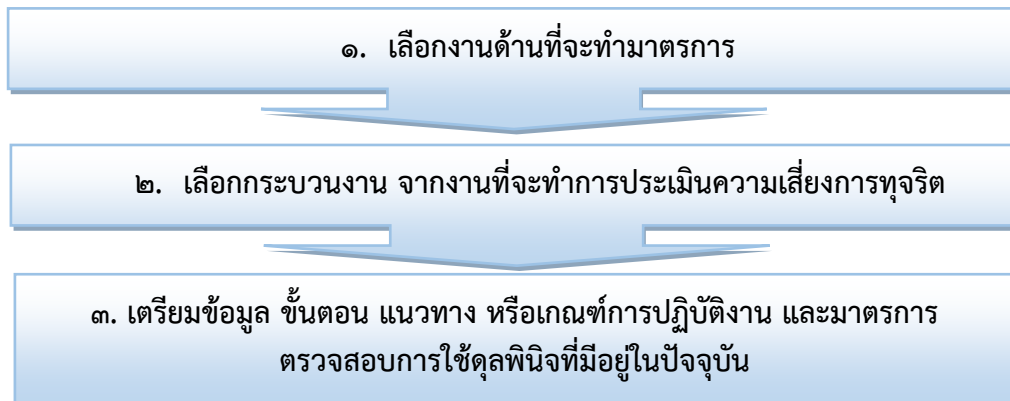 ๑. เลือกงานด้านที่จะทำมาตรการ
๒. เลือกกระบวนงาน จากงานที่จะทำการประเมินความเสี่ยงการทุจริต
๓. เตรียมข้อมูล ขั้นตอน แนวทาง หรือเกณฑ์การปฏิบัติงาน และมาตรการ
ตรวจสอบการใช้ดุลพินิจที่มีอยู่ในปัจจุบัน